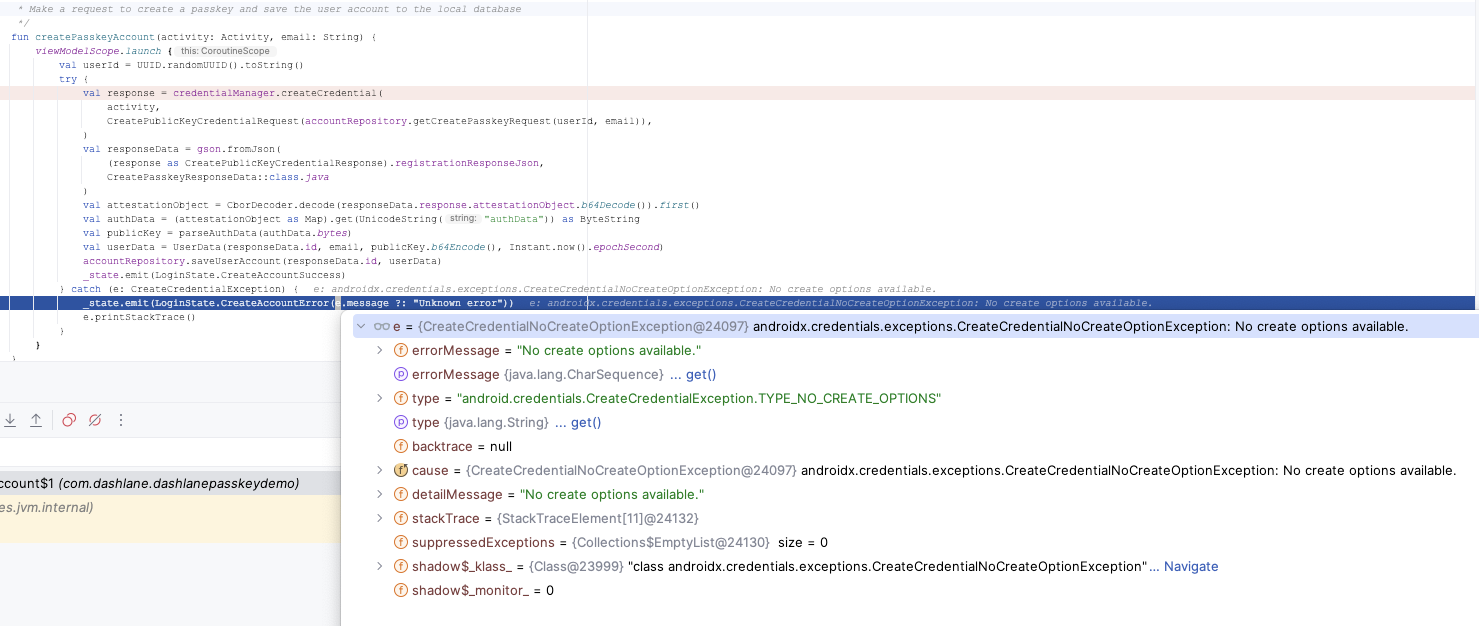 * Make a request to create a passkey and save the user account to the local database
*/
fun createPasskeyAccount(activity: Activity, email: String) {
viewModelScope.launch { this: CoroutineScope
val userId = UUID.randomUUID().toString()
try {
val response = credentialManager.createCredential(
activity,
CreatePublicKeyCredentialRequest(accountRepository.getCreatePasskeyRequest(userId, email)),
)
val responseData = gson.fromJson(
(response as CreatePublicKeyCredentialResponse).registrationResponseJson,
CreatePasskeyResponseData::class.java
)
val attestationObject = CborDecoder.decode(responseData.response.attestationObject.b64Decode()).first()
val authData = (attestationObject as Map).get(UnicodeString( string: "authData")) as ByteString
val publicKey = parseAuthData(authData.bytes)
val userData = UserData(responseData.id, email, publicKey.b64Encode(), Instant.now().epochSecond)
accountRepository.saveUserAccount(responseData.id, userData)
_state.emit(LoginState.CreateAccountSuccess)
} catch (e: CreateCredentialException) { e: androidx.credentials.exceptions.CreateCredentialNoCreateOptionException: No create options available.
_state.emit(LoginState.CreateAccountError(e.message ?: "Unknown error")) e: androidx.credentials.exceptions.CreateCredentialNoCreateOptionException: No create options available.
e.printStackTrace()
}
}
}
e = {CreateCredentialNoCreateOptionException@24097} androidx.credentials.exceptions.CreateCredentialNoCreateOptionException: No create options available.
errorMessage = "No create options available."
errorMessage {java.lang.CharSequence} ... get()
type = "android.credentials.CreateCredentialException.TYPE_NO_CREATE_OPTIONS"
type {java.lang.String} ... get()
backtrace = null
cause = {CreateCredentialNoCreateOptionException@24097} androidx.credentials.exceptions.CreateCredentialNoCreateOptionException: No create options available.
detailMessage = "No create options available."
stackTrace = {StackTraceElement[11]@24132}
suppressedExceptions = {Collections$EmptyList@24130} size = 0
shadow$_klass_ = {Class@23999} "class androidx.credentials.exceptions.CreateCredentialNoCreateOptionException"... Navigate
shadow$_monitor_ = 0
ccount$1 (com.dashlane.dashlanepasskeydemo)
es.jvm.internal)